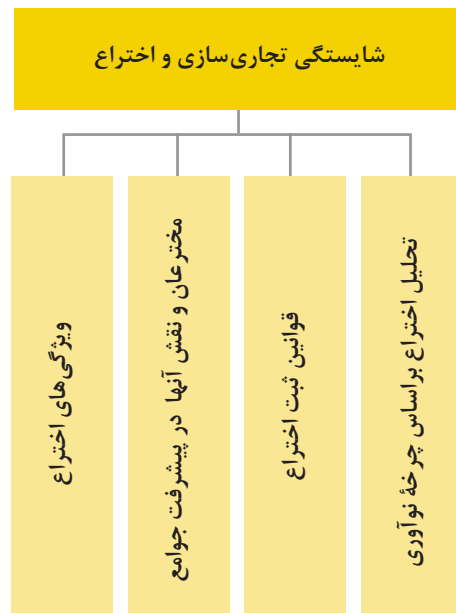 شایستگی تجاری‌سازی و اختراع
تحلیل اختراع براساس چرخهٔ نوآوری
قوانین ثبت اختراع
مخترعان و نقش آنها در پیشرفت جوامع
ویژگی‌های اختراع